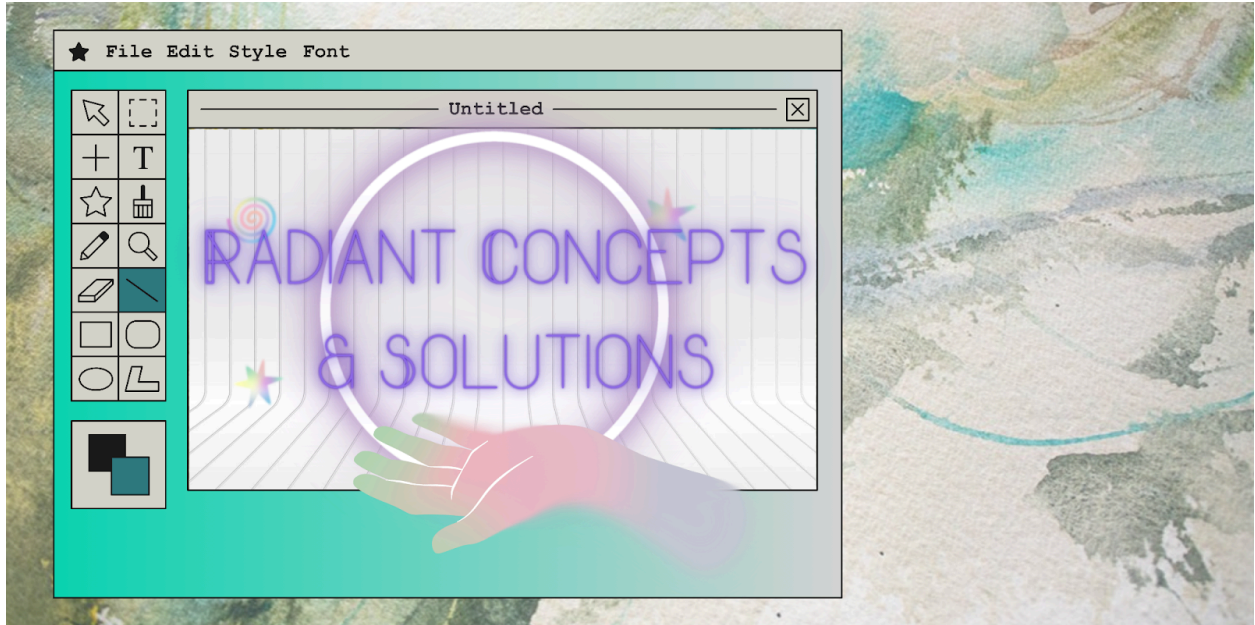 File Edit Style Font
Untitled
T
RADIANT CONCEPTS
& SOLUTIONS